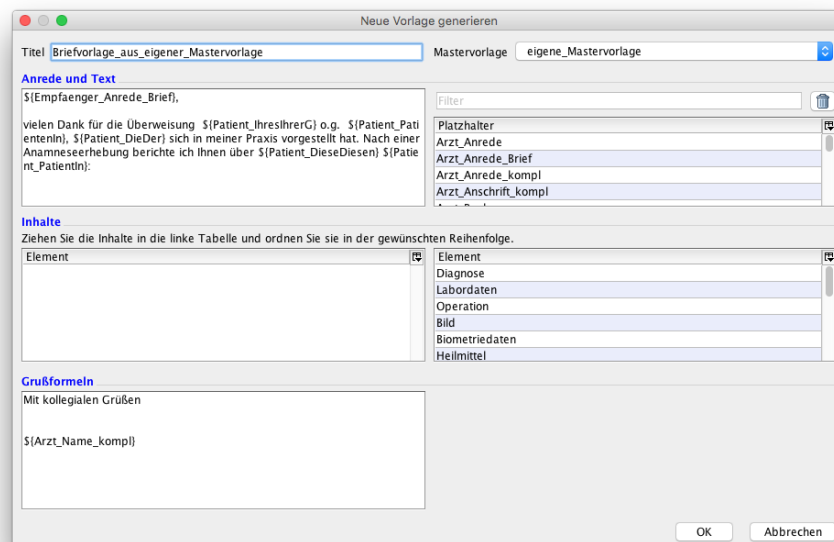 Neue Vorlage generieren
Titel Briefvorlage_aus_eigener_Mastervorlage Mastervorlage eigene_Mastervorlage
Anrede und Text
${Empfaenger_Anrede_Brief},
vielen Dank für die Überweisung ${Patient_IhresIhrerG} o.g. ${Patient_Pati
entenIn}, ${Patient_DieDer} sich in meiner Praxis vorgestellt hat. Nach einer
Anamneseerhebung berichte ich Ihnen über ${Patient_DieseDiesen} ${Patie
nt_PatientIn}:
Filter
Platzhalter
Arzt_Anrede
Arzt_Anrede_Brief
Arzt_Anrede_kompl
Arzt_Anschrift_kompl
Inhalte
Ziehen Sie die Inhalte in die linke Tabelle und ordnen Sie sie in der gewünschten Reihenfolge.
Element
Element
Diagnose
Labordaten
Operation
Bild
Biometriedaten
Heilmittel
Grußformeln
Mit kollegialen Grüßen
${Arzt_Name_kompl}
OK Abbrechen